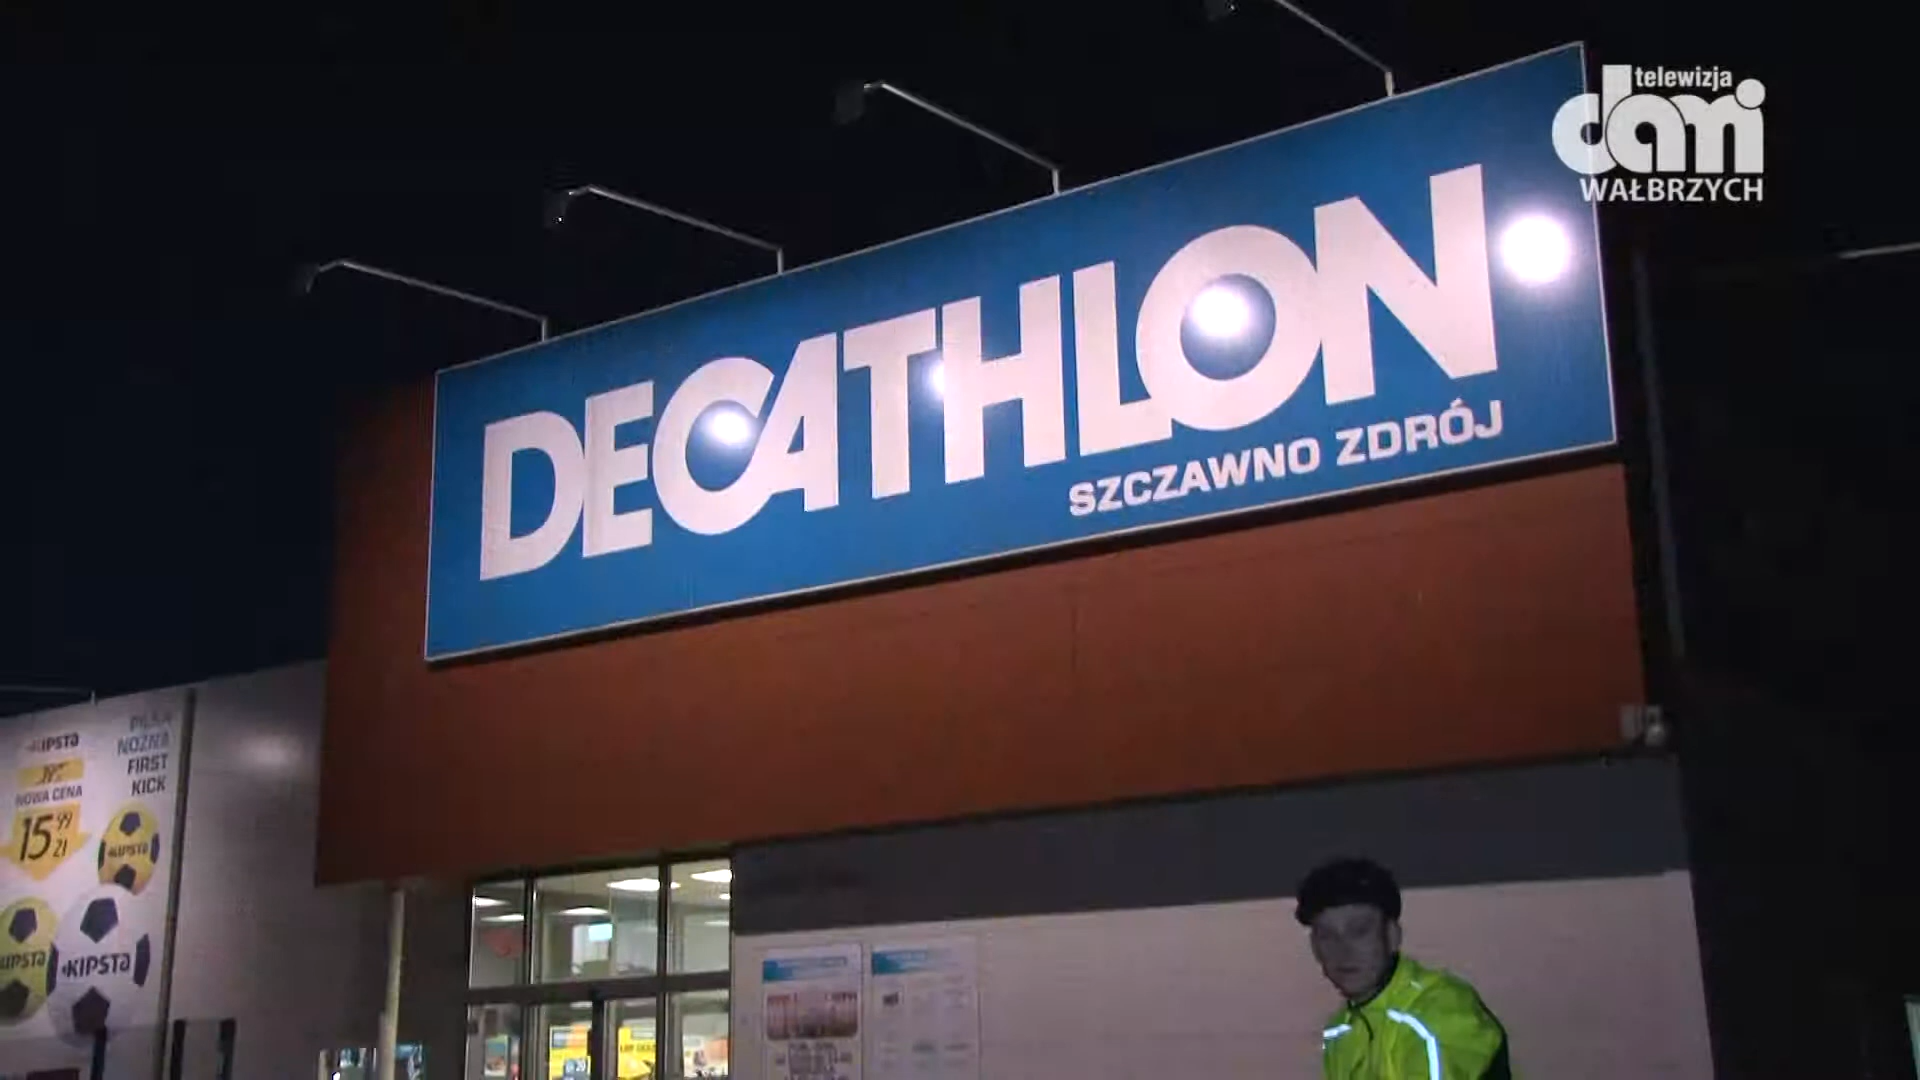 telewizja
dami
WAŁBRZYCH
DECATHLON
SZCZAWNO ZDRÓJ
KIPSTA
NOWA CENA
15 99 ZŁ
PIŁKA
NOŻNA
FIRST
KICK
KIPSTA
KIPSTA
KIPSTA